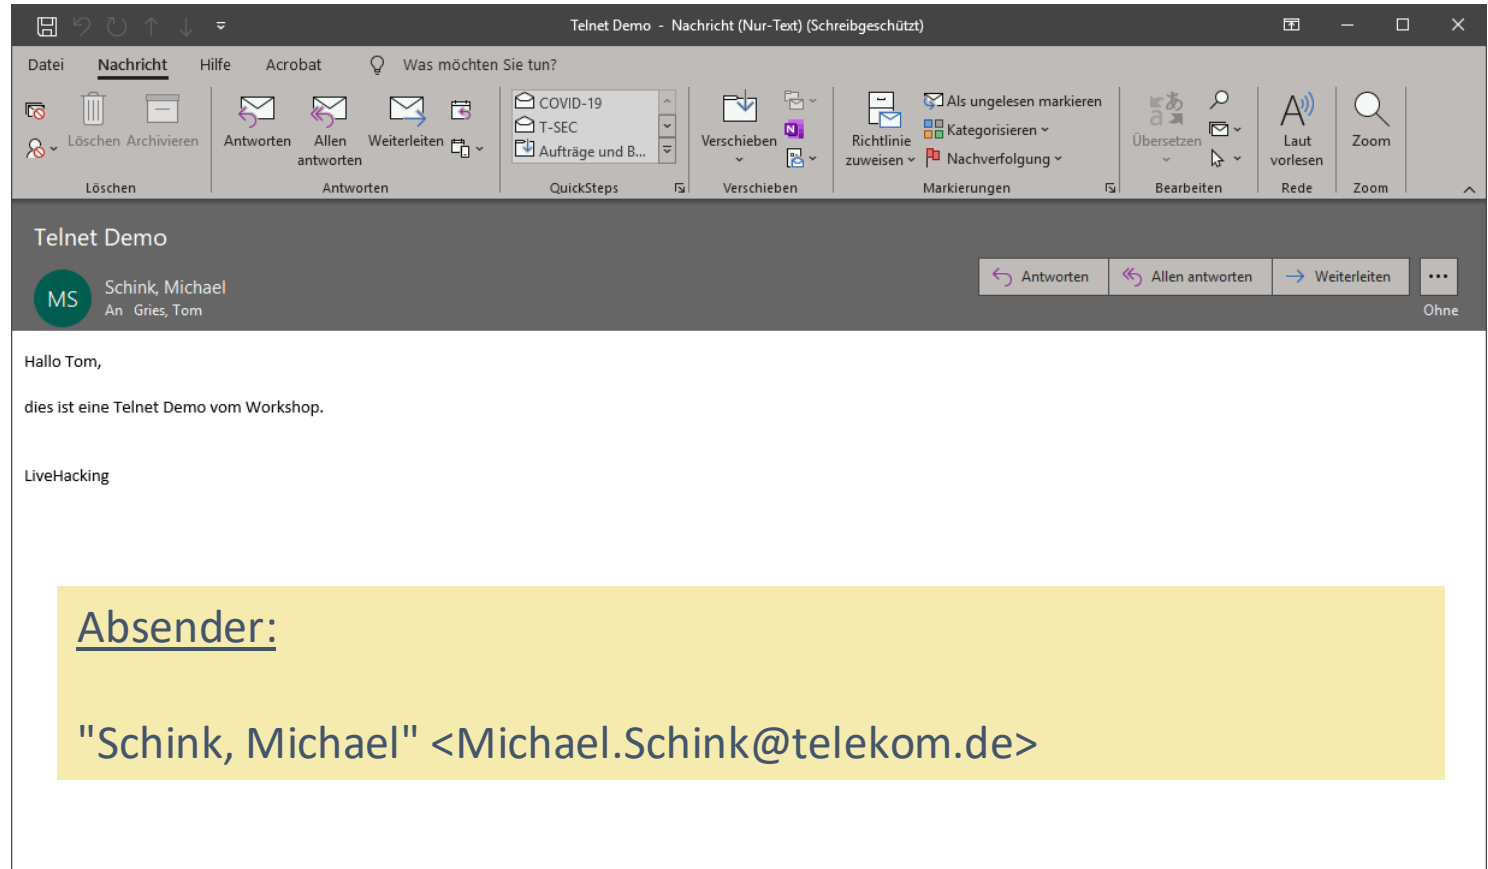 Telnet Demo - Nachricht (Nur-Text) (Schreibgeschützt)
Datei Nachricht Hilfe Acrobat Was möchten Sie tun?
Löschen Archivieren
Löschen
Antworten Allen antworten Weiterleiten
Antworten
COVID-19
T-SEC
Aufträge und B...
QuickSteps
Verschieben
Verschieben
Richtlinie zuweisen
Als ungelesen markieren
Kategorisieren
Nachverfolgung
Markierungen
Übersetzen
Bearbeiten
Laut vorlesen
Rede
Zoom
Zoom
Telnet Demo
MS
Schink, Michael
An Gries, Tom
Antworten Allen antworten Weiterleiten ...
Ohne
Hallo Tom,
dies ist eine Telnet Demo vom Workshop.
LiveHacking
Absender:
"Schink, Michael" <Michael.Schink@telekom.de>